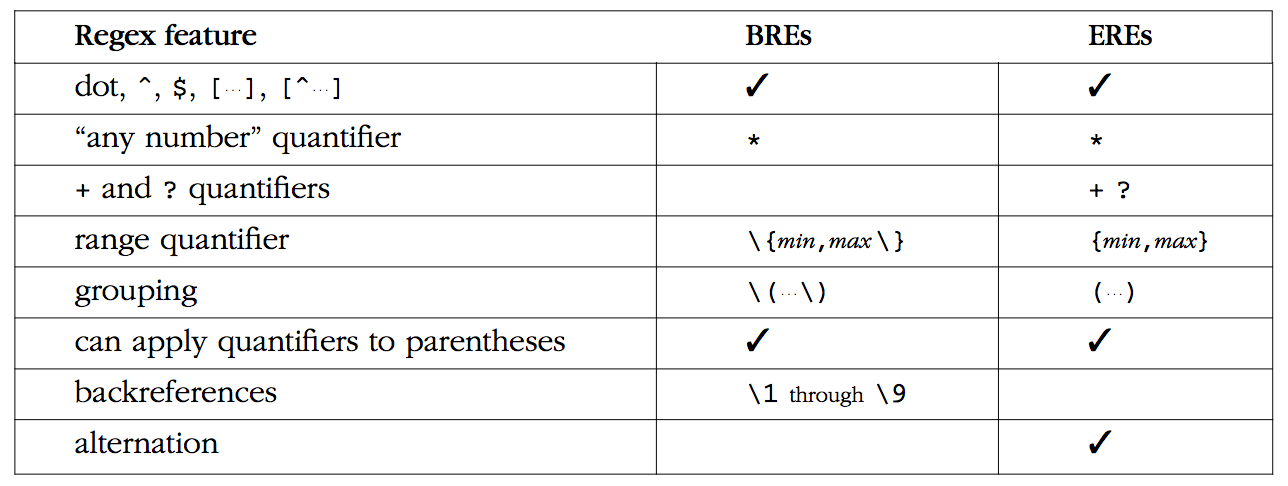 Regex feature BREs EREs
dot, ^, $, [···], [^···] ✓ ✓
“any number” quantifier * *
+ and ? quantifiers + ?
range quantifier \{min,max\} {min,max}
grouping \(···\) (···)
can apply quantifiers to parentheses ✓ ✓
backreferences \1 through \9
alternation ✓